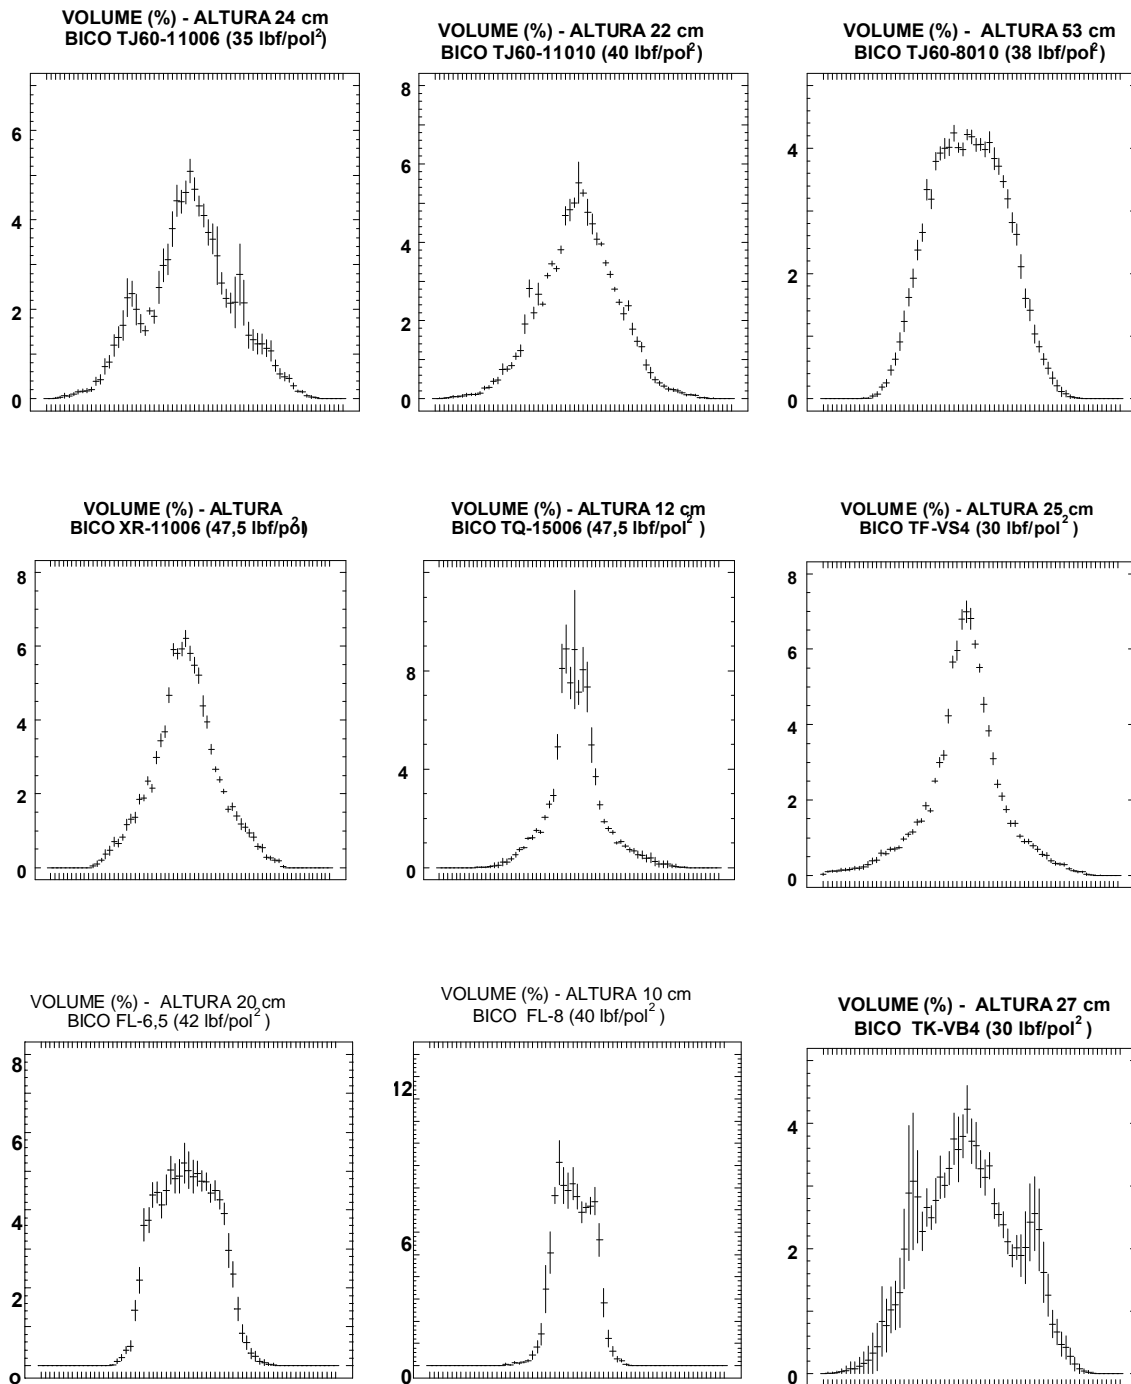 VOLUME (%) - ALTURA 24 cm
BICO TJ60-11006 (35 lbf/pol²)
6
4
2
0
VOLUME (%) - ALTURA 22 cm
BICO TJ60-11010 (40 lbf/pol²)
8
6
4
2
0
VOLUME (%) - ALTURA 53 cm
BICO TJ60-8010 (38 lbf/pol²)
4
2
0
VOLUME (%) - ALTURA
BICO XR-11006 (47,5 lbf/pol²)
8
6
4
2
0
VOLUME (%) - ALTURA 12 cm
BICO TQ-15006 (47,5 lbf/pol²)
8
4
0
VOLUME (%) - ALTURA 25 cm
BICO TF-VS4 (30 lbf/pol²)
8
6
4
2
0
VOLUME (%) - ALTURA 20 cm
BICO FL-6,5 (42 lbf/pol²)
8
6
4
2
0
VOLUME (%) - ALTURA 10 cm
BICO FL-8 (40 lbf/pol²)
12
6
0
VOLUME (%) - ALTURA 27 cm
BICO TK-VB4 (30 lbf/pol²)
4
2
0